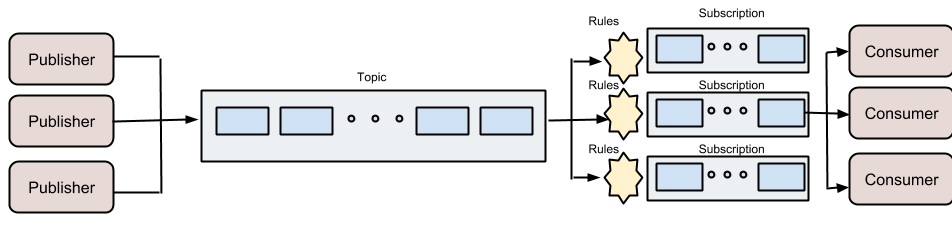 Publisher
Publisher
Publisher
Topic
Rules
Subscription
Rules
Subscription
Rules
Subscription
Consumer
Consumer
Consumer